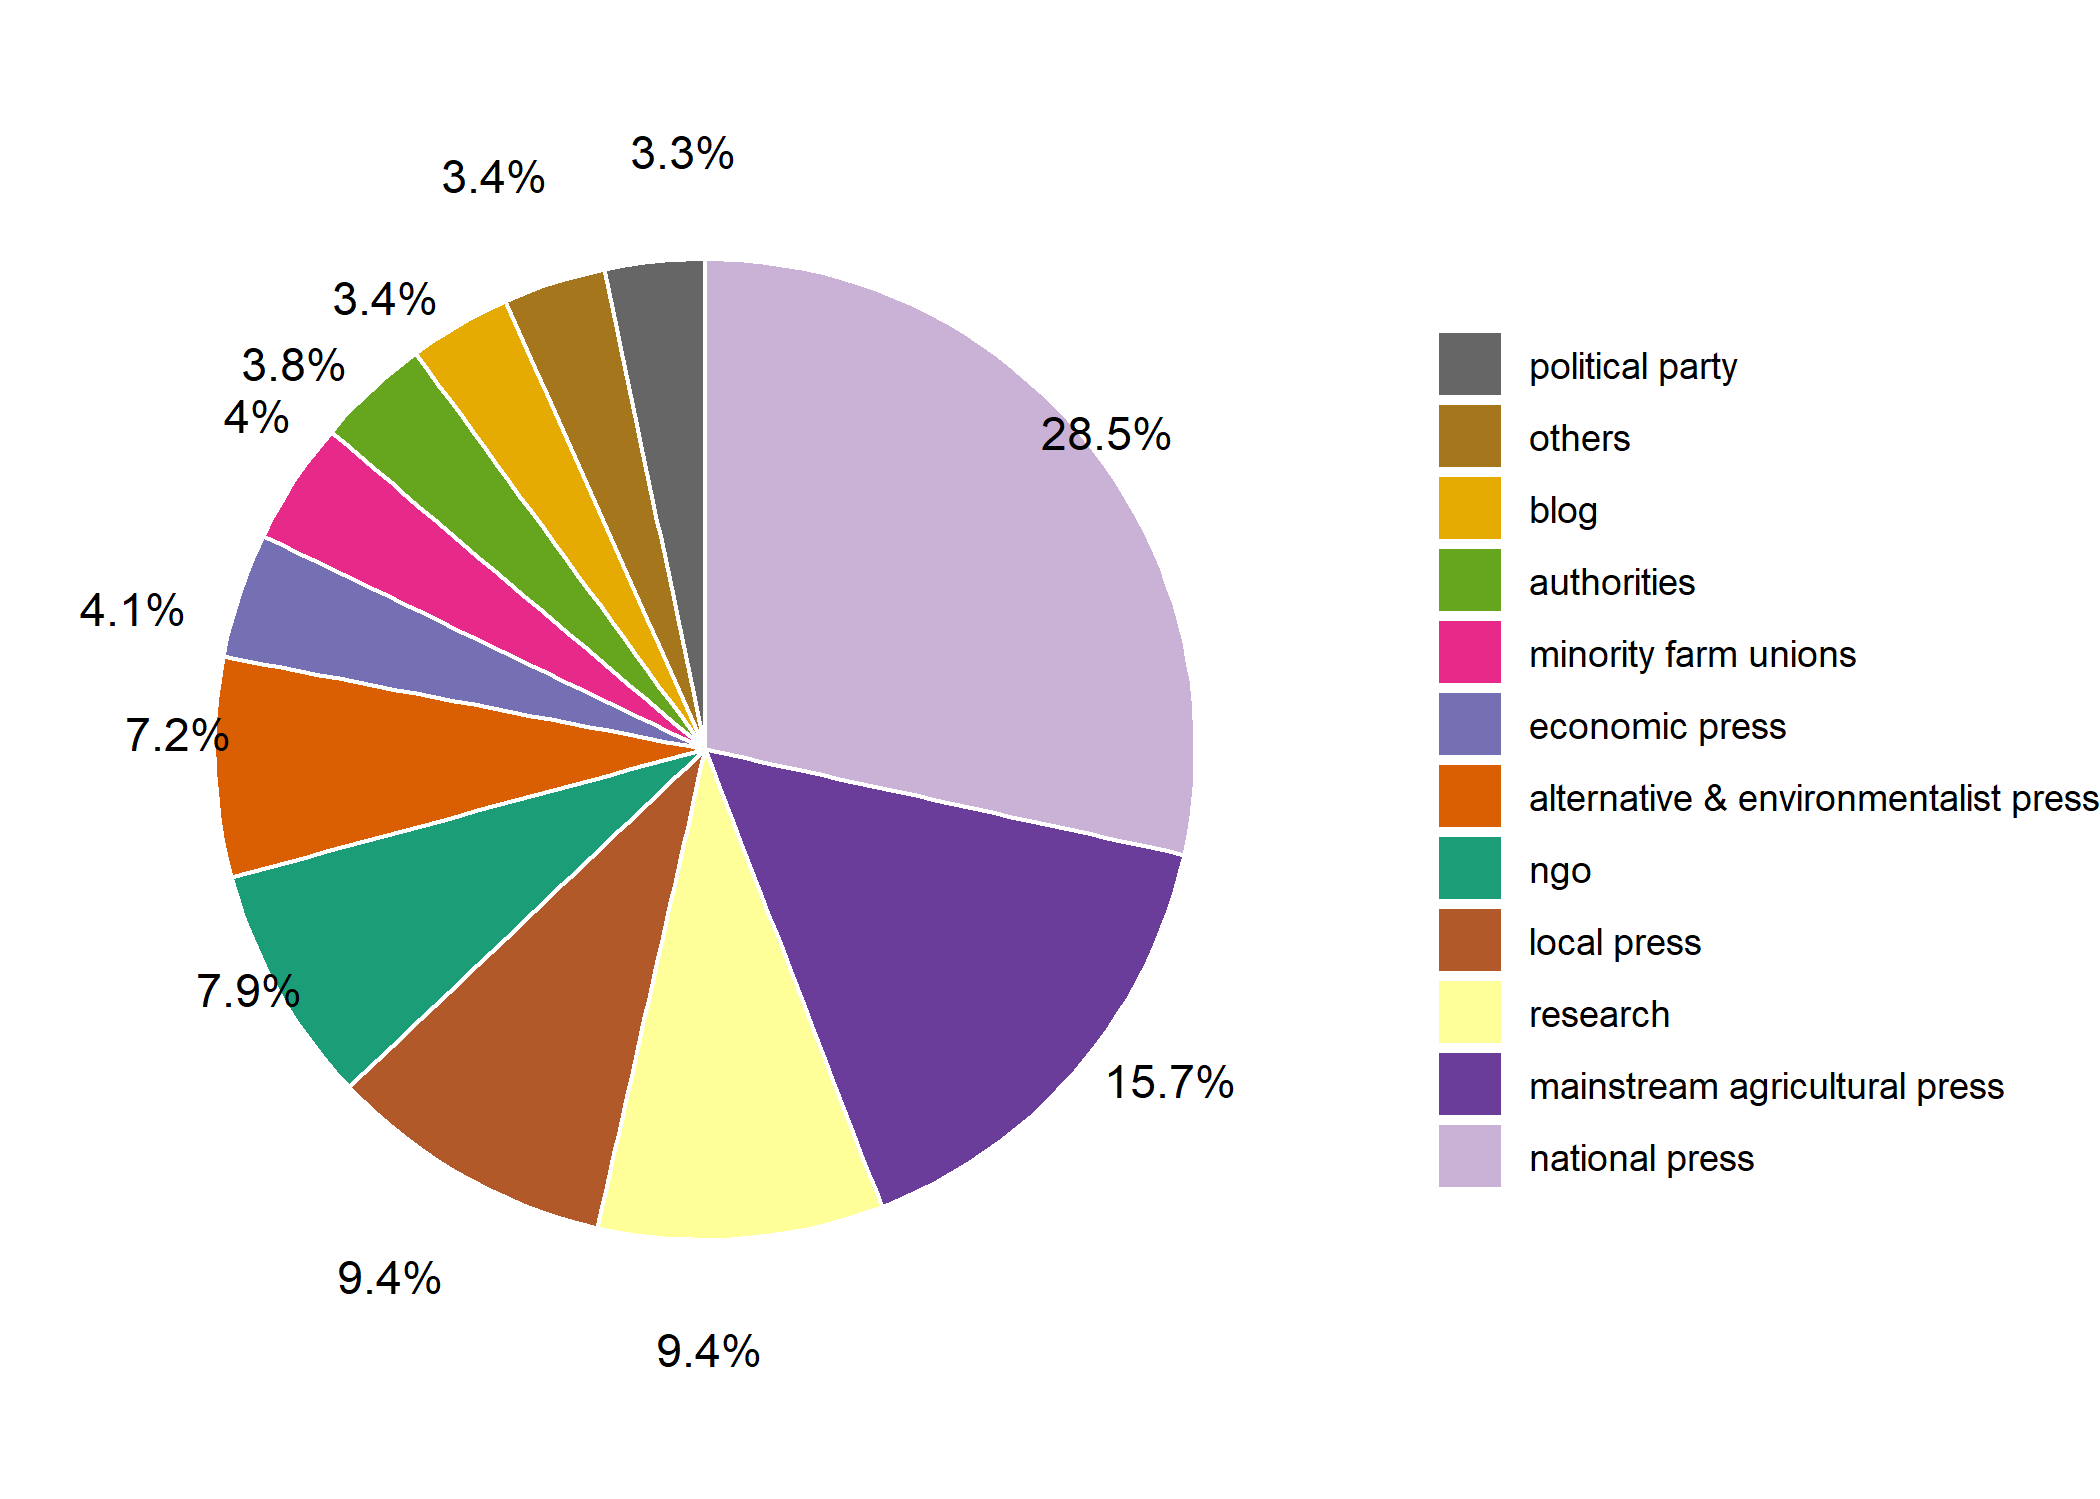 3.3%
3.4%
3.4%
3.8%
4%
28.5%
4.1%
7.2%
7.9%
15.7%
9.4%
9.4%
political party
others
blog
authorities
minority farm unions
economic press
alternative & environmentalist press
ngo
local press
research
mainstream agricultural press
national press